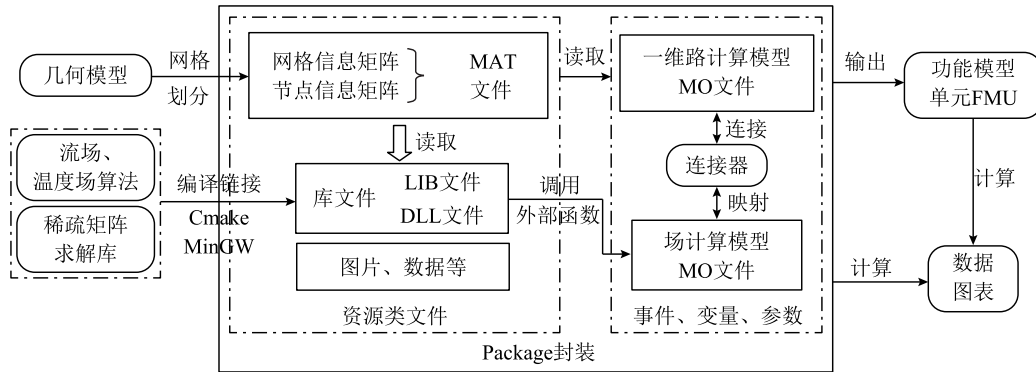 几何模型
网格
划分
流场、
温度场算法
稀疏矩阵
求解库
编译链接
Cmake
MinGW
网格信息矩阵
节点信息矩阵
MAT
文件
读取
库文件
LIB文件
DLL文件
图片、数据等
资源类文件
读取
调用
外部函数
一维路计算模型
MO文件
连接
连接器
映射
场计算模型
MO文件
事件、变量、参数
Package封装
输出
功能模型
单元FMU
计算
计算
数据
图表